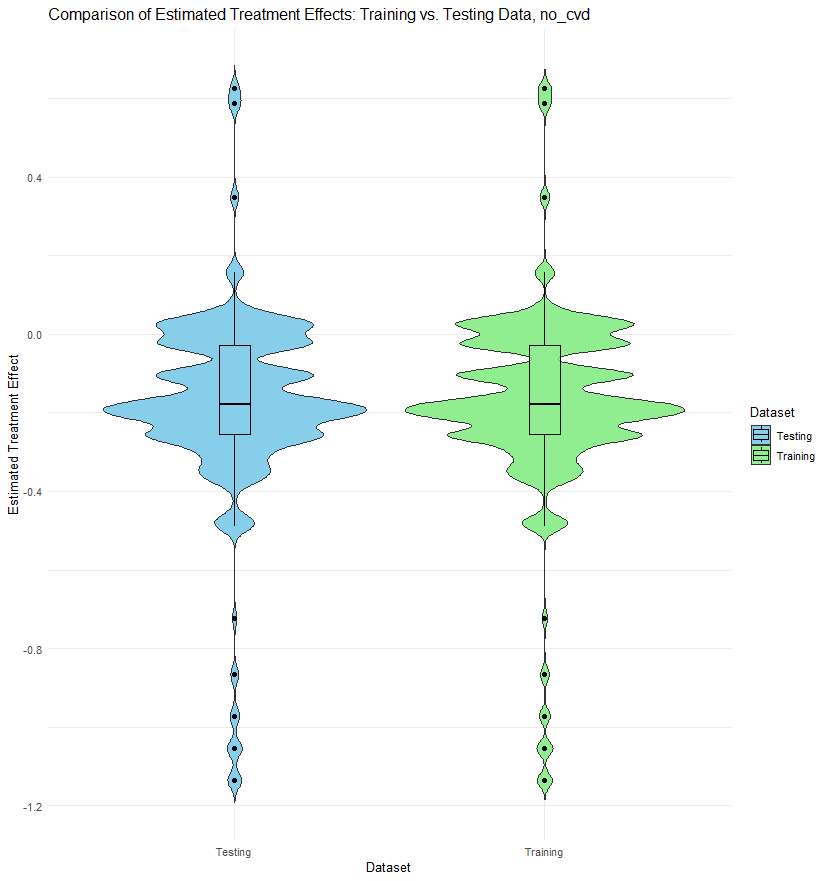 Comparison of Estimated Treatment Effects: Training vs. Testing Data, no_cvd
Estimated Treatment Effect
0.4
0.0
-0.4
-0.8
-1.2
Testing
Training
Dataset
Dataset
Testing
Training